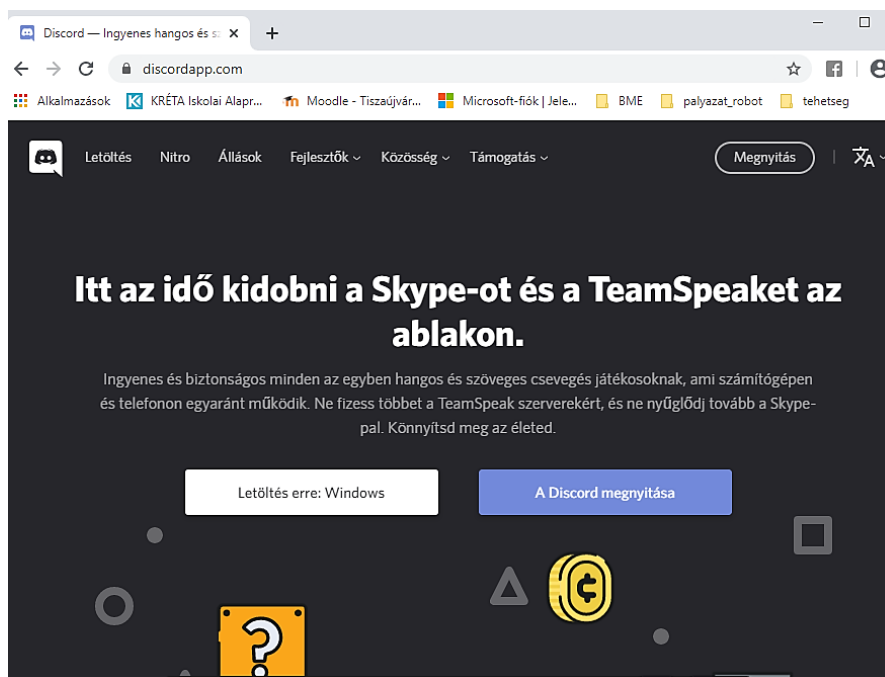 Discord — Ingyenes hangos és s
discordapp.com
Alkalmazások KRÉTA Iskolai Alapr... Moodle - Tiszaújvár... Microsoft-fiók | Jele... BME palyazat_robot tehetseg
Letöltés Nitro Állások Fejlesztők Közösség Támogatás Megnyitás
Itt az idő kidobni a Skype-ot és a TeamSpeaket az
ablakon.
Ingyenes és biztonságos minden az egyben hangos és szöveges csevegés játékosoknak, ami számítógépen
és telefonon egyaránt működik. Ne fizess többet a TeamSpeak szerverekért, és ne nyűglődj tovább a Skype-
pal. Könnyítsd meg az életed.
Letöltés erre: Windows A Discord megnyitása
?